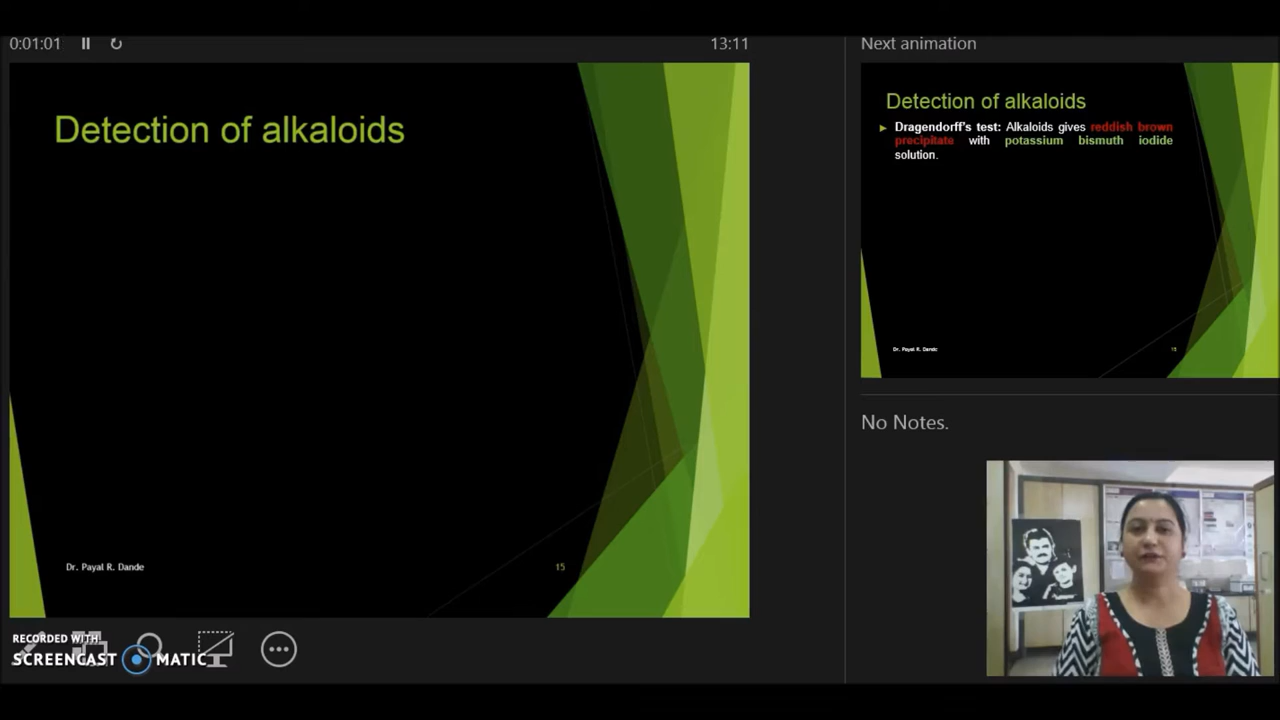 0:01:01
13:11
Next animation
Detection of alkaloids
Dr. Payal R. Dande
15
Detection of alkaloids
Dragendorff's test: Alkaloids gives reddish brown
precipitate with potassium bismuth iodide
solution.
Dr. Payal R. Dande
15
No Notes.
RECORDED WITH
SCREENCAST MATIC